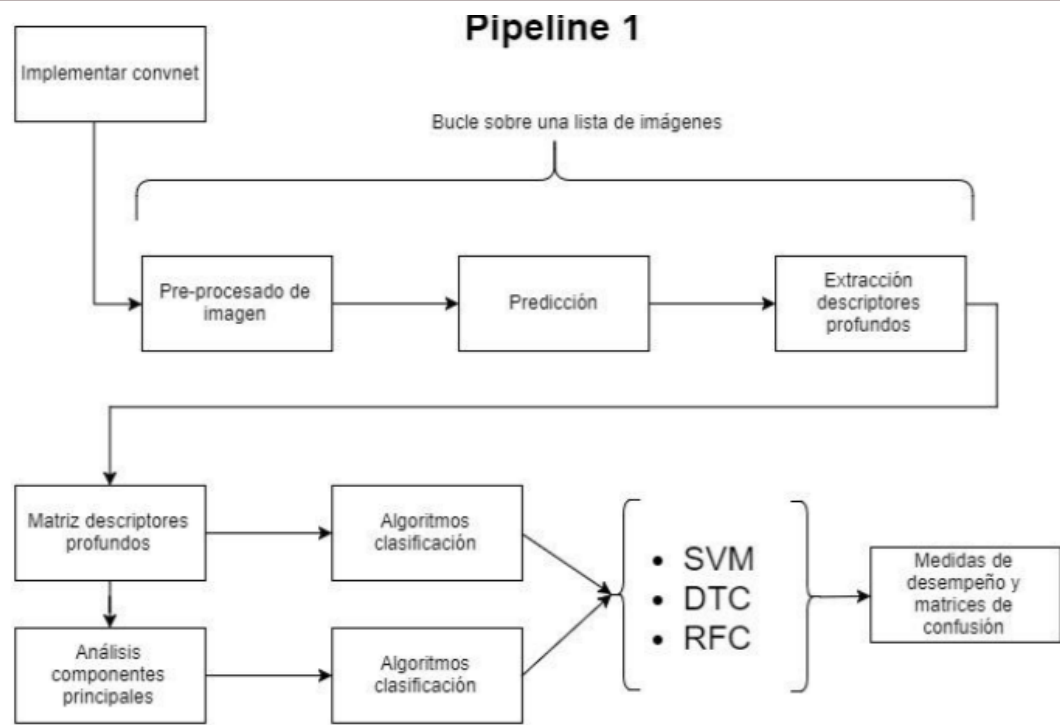 Pipeline 1
Implementar convnet
Bucle sobre una lista de imágenes
Pre-procesado de
imagen
Predicción
Extracción
descriptores
profundos
Matriz descriptores
profundos
Algoritmos
clasificación
Análisis
componentes
principales
Algoritmos
clasificación
• SVM
• DTC
• RFC
Medidas de
desempeño y
matrices de
confusión